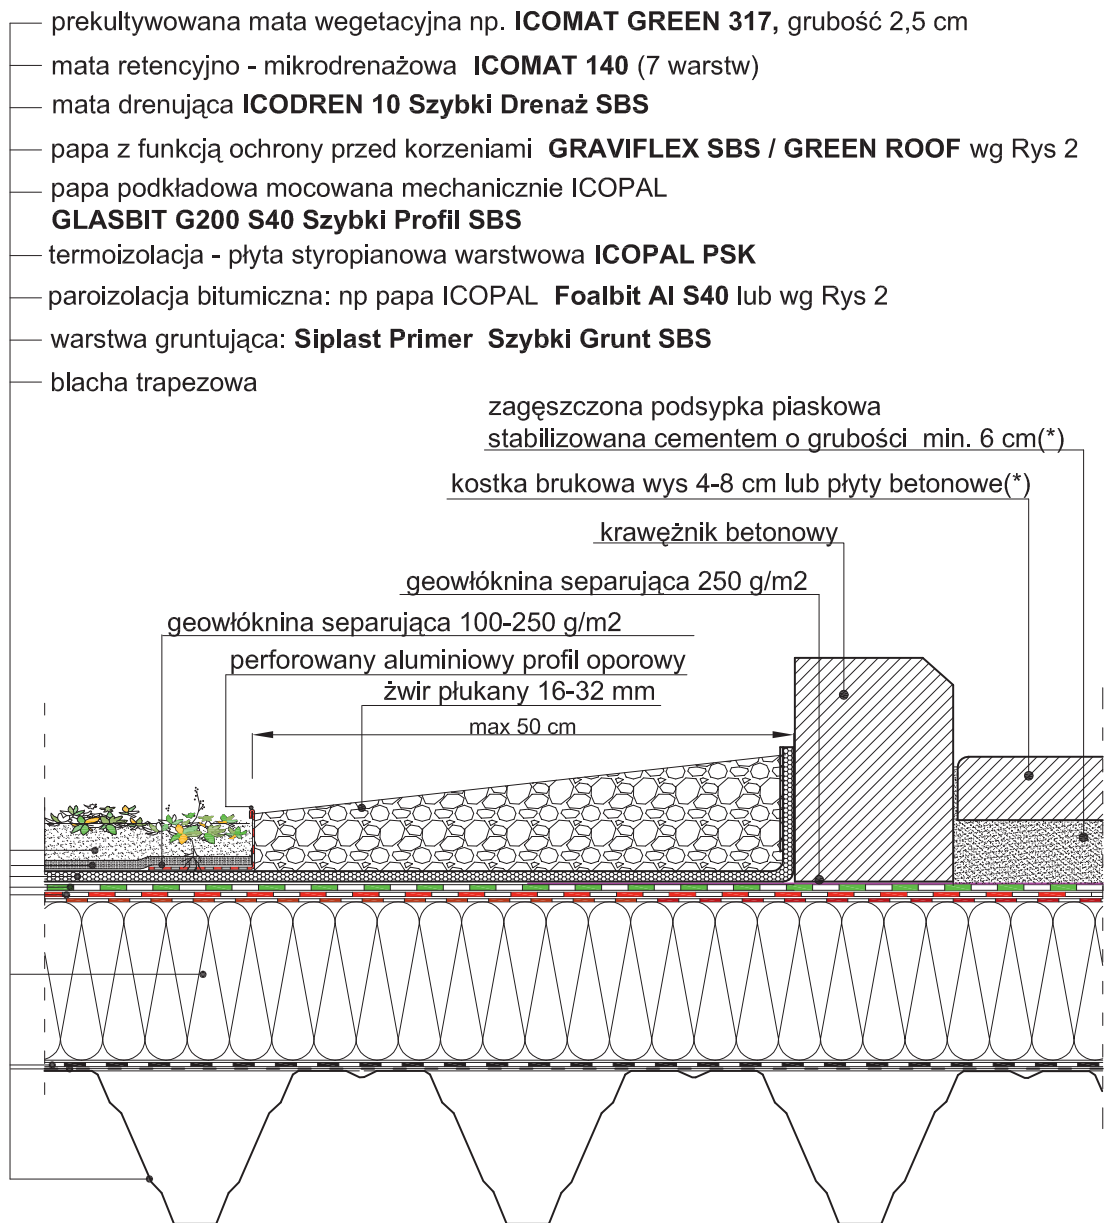 prekultywowana mata wegetacyjna np. ICOMAT GREEN 317, grubość 2,5 cm
mata retencyjno - mikrodrenażowa ICOMAT 140 (7 warstw)
mata drenująca ICODREN 10 Szybki Drenaż SBS
papa z funkcją ochrony przed korzeniami GRAVIFLEX SBS / GREEN ROOF wg Rys 2
papa podkładowa mocowana mechanicznie ICOPAL
GLASBIT G200 S40 Szybki Profil SBS
termoizolacja - płyta styropianowa warstwowa ICOPAL PSK
paroizolacja bitumiczna: np papa ICOPAL Foalbit Al S40 lub wg Rys 2
warstwa gruntująca: Siplast Primer Szybki Grunt SBS
blacha trapezowa
zagęszczona podsypka piaskowa
stabilizowana cementem o grubości min. 6 cm(*)
kostka brukowa wys 4-8 cm lub płyty betonowe(*)
krawężnik betonowy
geowłóknina separująca 250 g/m2
geowłóknina separująca 100-250 g/m2
perforowany aluminiowy profil oporowy
żwir płukany 16-32 mm
max 50 cm